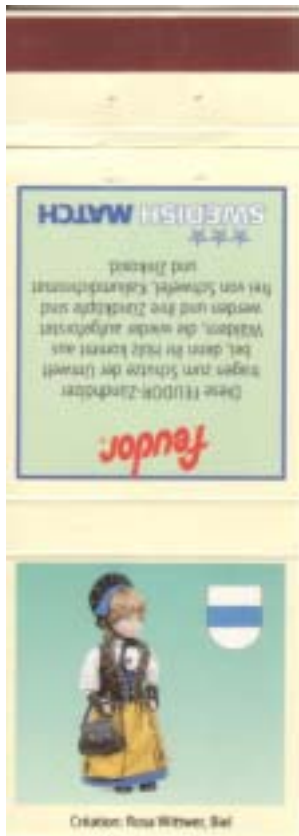 feudor.
Diese FEUDOR-Zündhölzer
tragen zum Schutze der Umwelt
bei, denn ihr Holz kommt aus
Wäldern, die wieder aufgeforstet
werden und ihre Zündköpfe sind
frei von Schwefel, Kaliumdichromat
und Zinkoxid
SWEDISH MATCH
Création: Rosa Wittwer, Biel